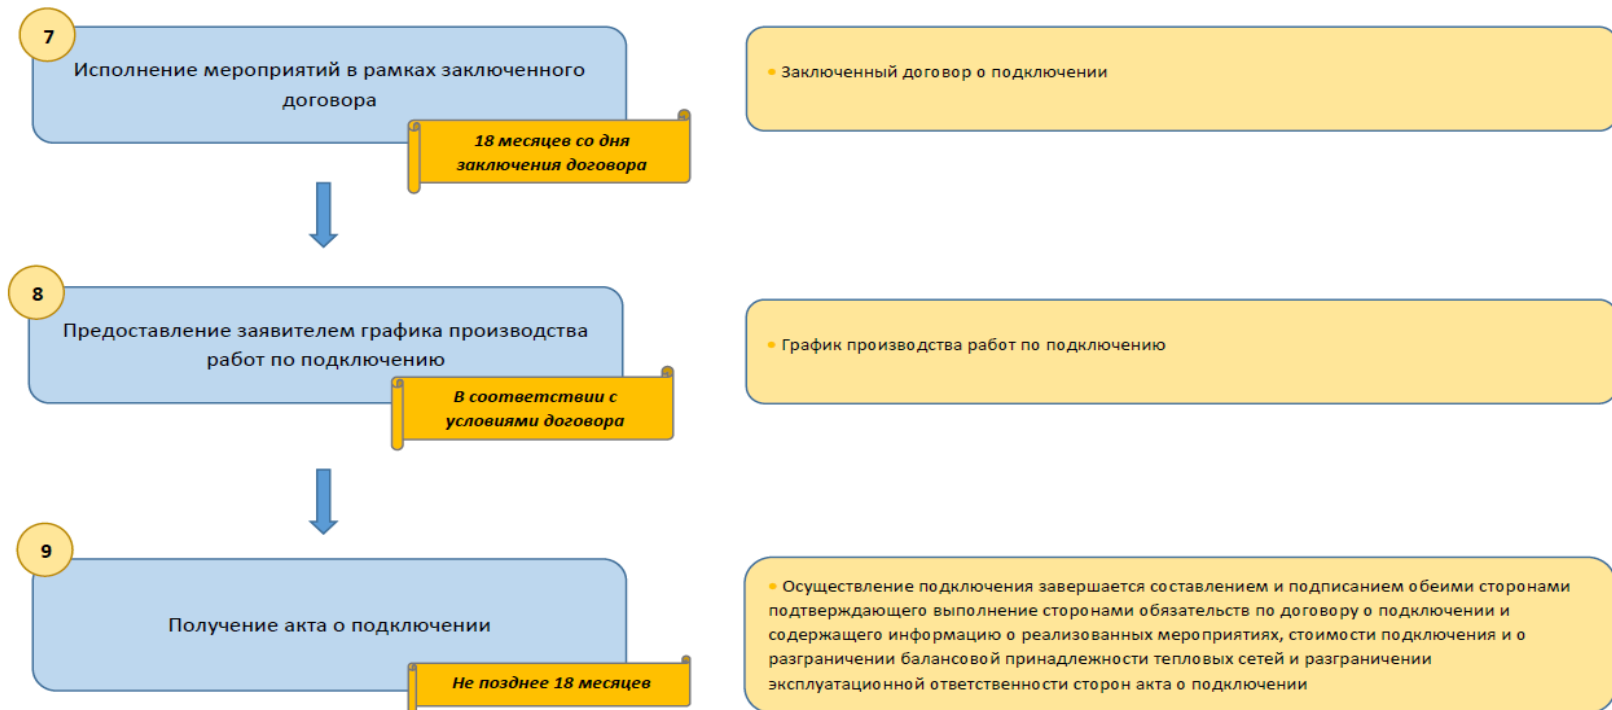 7
Исполнение мероприятий в рамках заключенного
договора
18 месяцев со дня
заключения договора
• Заключенный договор о подключении
8
Предоставление заявителем графика производства
работ по подключению
В соответствии с
условиями договора
• График производства работ по подключению
9
Получение акта о подключении
Не позднее 18 месяцев
• Осуществление подключения завершается составлением и подписанием обеими сторонами
подтверждающего выполнение сторонами обязательств по договору о подключении и
содержащего информацию о реализованных мероприятиях, стоимости подключения и о
разграничении балансовой принадлежности тепловых сетей и разграничении
эксплуатационной ответственности сторон акта о подключении